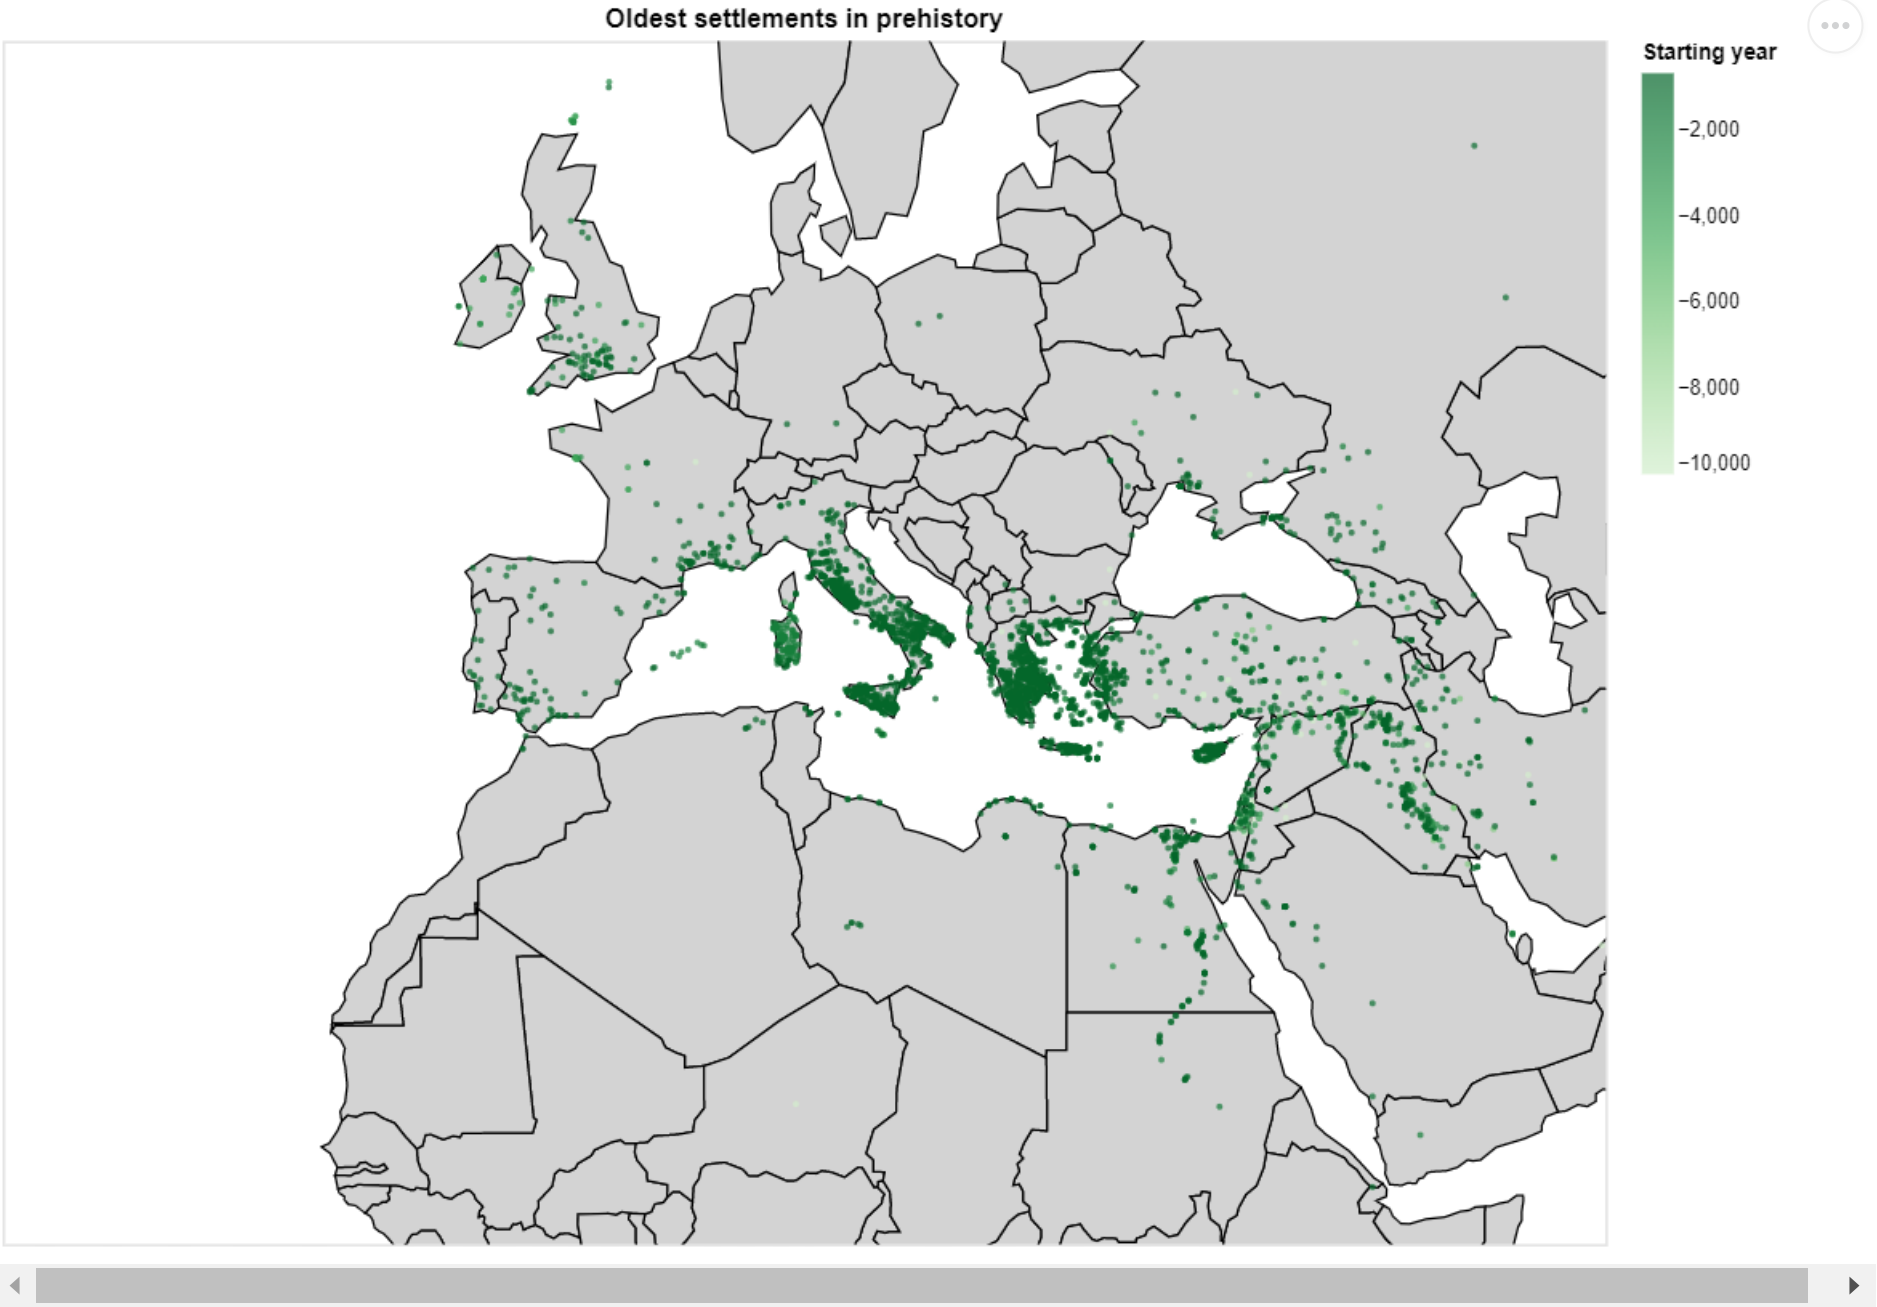 Oldest settlements in prehistory
Starting year
−2,000
−4,000
−6,000
−8,000
−10,000